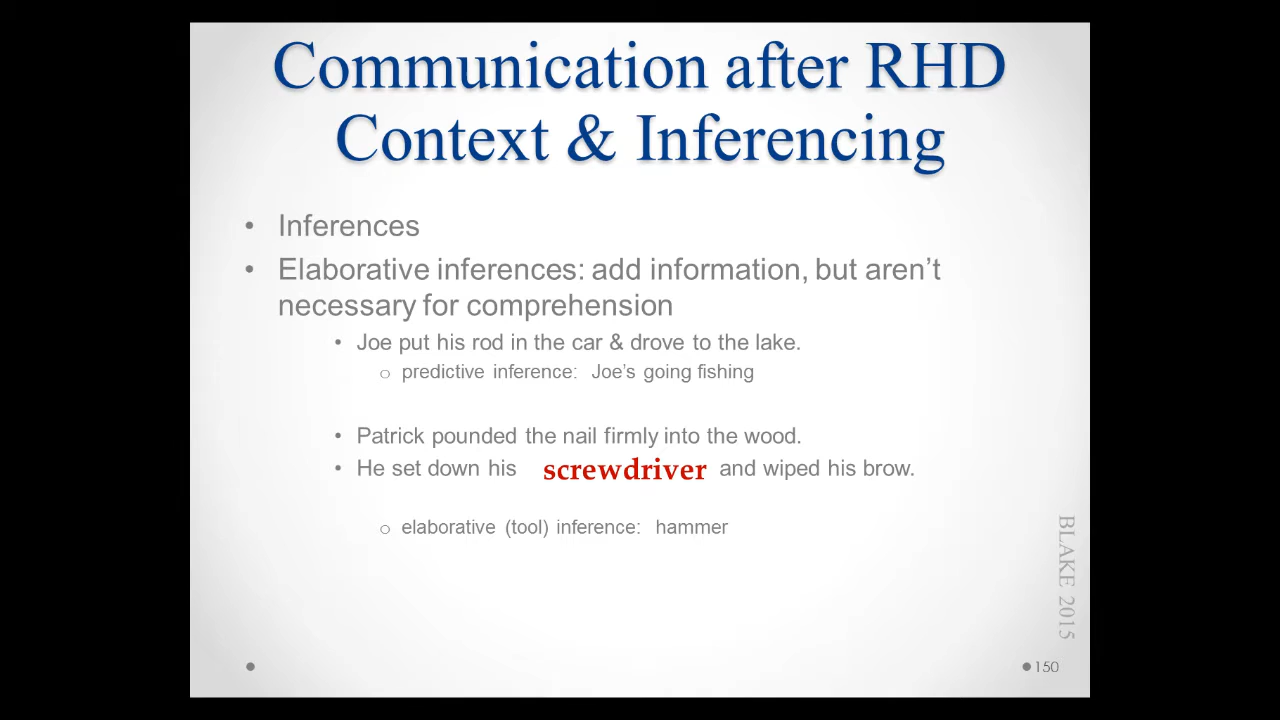 Communication after RHD
Context & Inferencing
• Inferences
• Elaborative inferences: add information, but aren't
necessary for comprehension
• Joe put his rod in the car & drove to the lake.
o predictive inference: Joe's going fishing
• Patrick pounded the nail firmly into the wood.
• He set down his screwdriver and wiped his brow.
o elaborative (tool) inference: hammer
BLAKE 2015
150